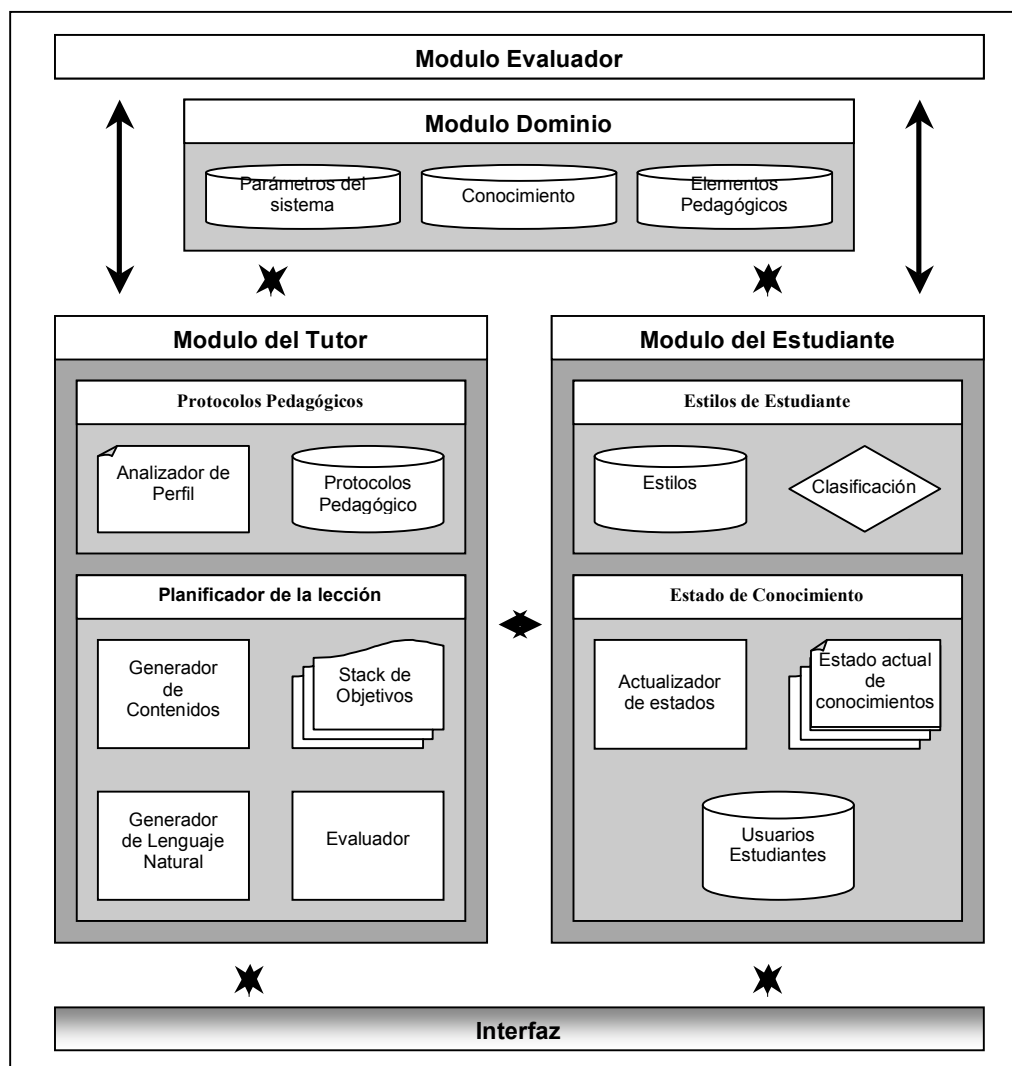 Modulo Evaluador
Modulo Dominio
Parámetros del
sistema
Conocimiento
Elementos
Pedagógicos
Modulo del Tutor
Protocolos Pedagógicos
Analizador de
Perfil
Protocolos
Pedagógico
Planificador de la lección
Generador
de
Contenidos
Stack de
Objetivos
Generador
de Lenguaje
Natural
Evaluador
Modulo del Estudiante
Estilos de Estudiante
Estilos
Clasificación
Estado de Conocimiento
Actualizador
de estados
Estado actual
de
conocimientos
Usuarios
Estudiantes
Interfaz